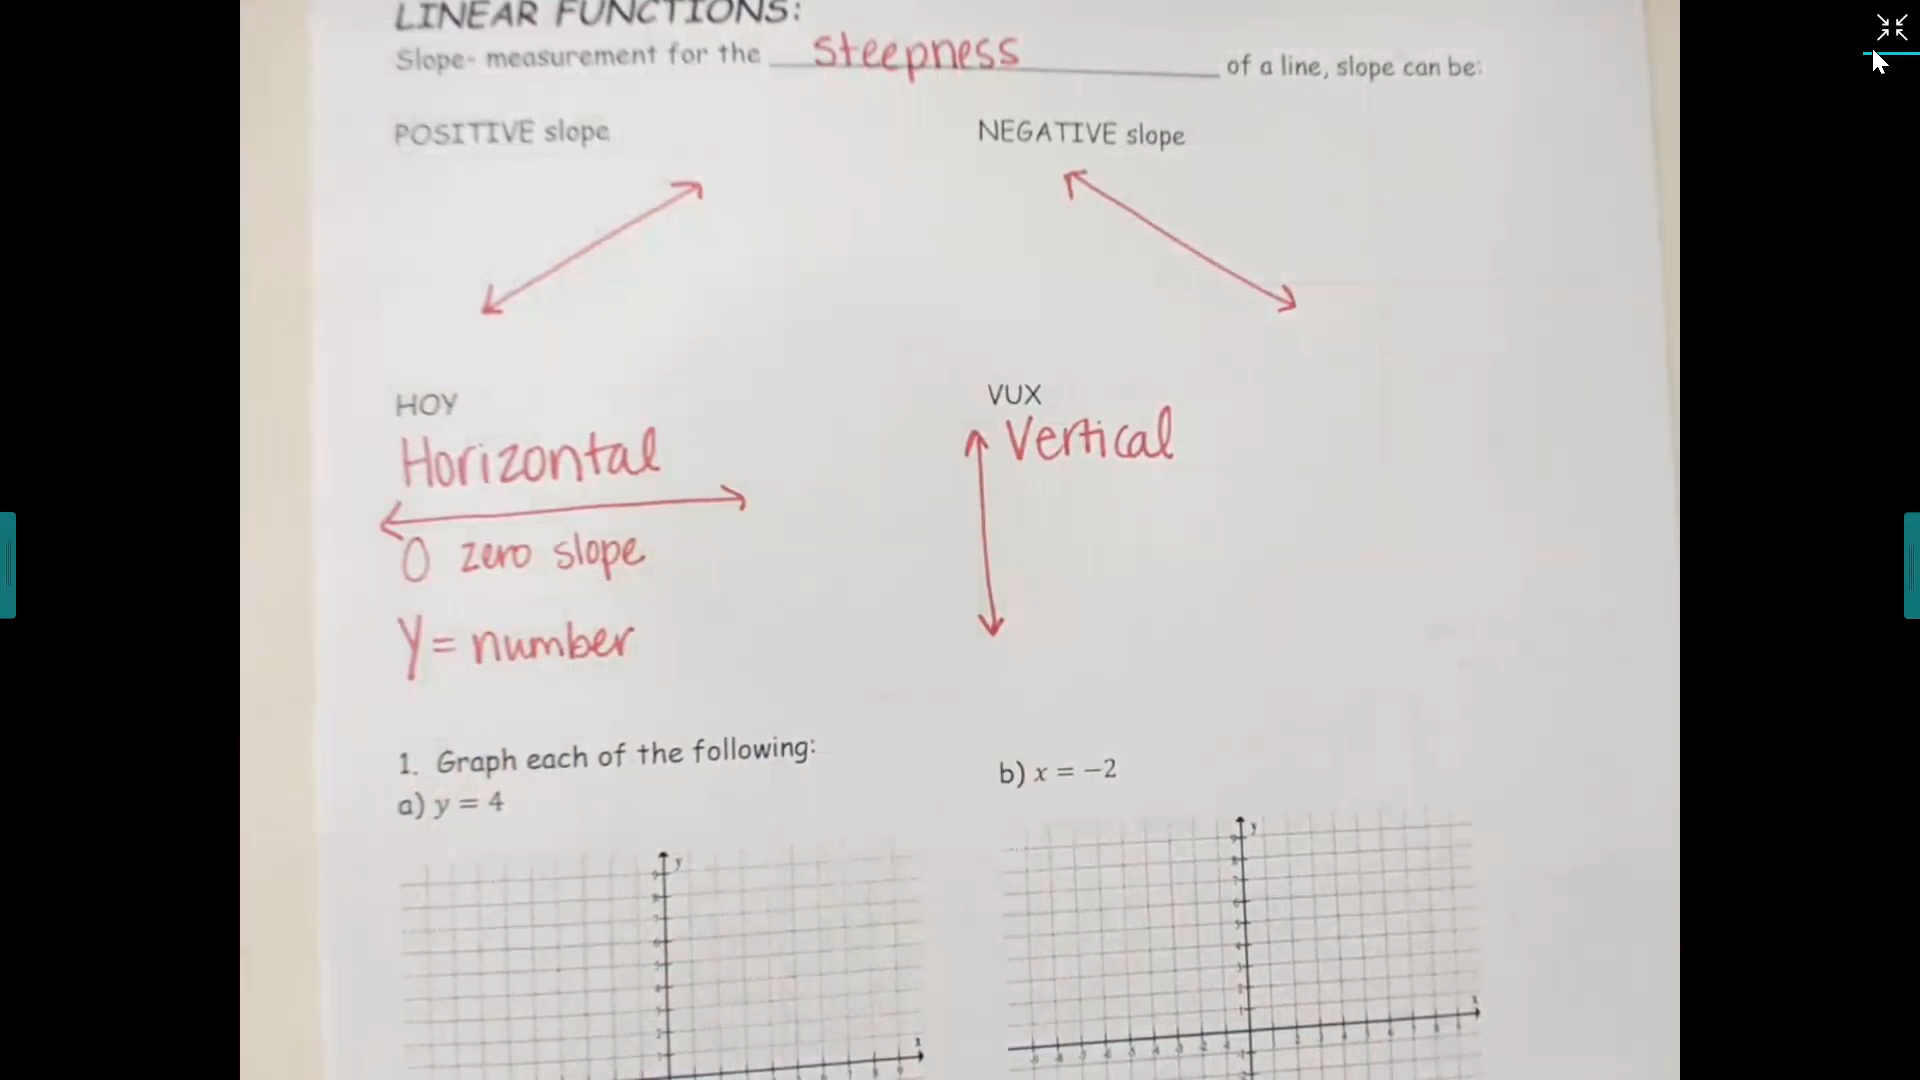 LINEAR FUNCTIONS:
Slope- measurement for the steepness of a line, slope can be:
POSITIVE slope
NEGATIVE slope
HOY
Horizontal
0 zero slope
Y = number
VUX
Vertical
1. Graph each of the following:
a) y = 4
b) x = −2
y
x
y
x